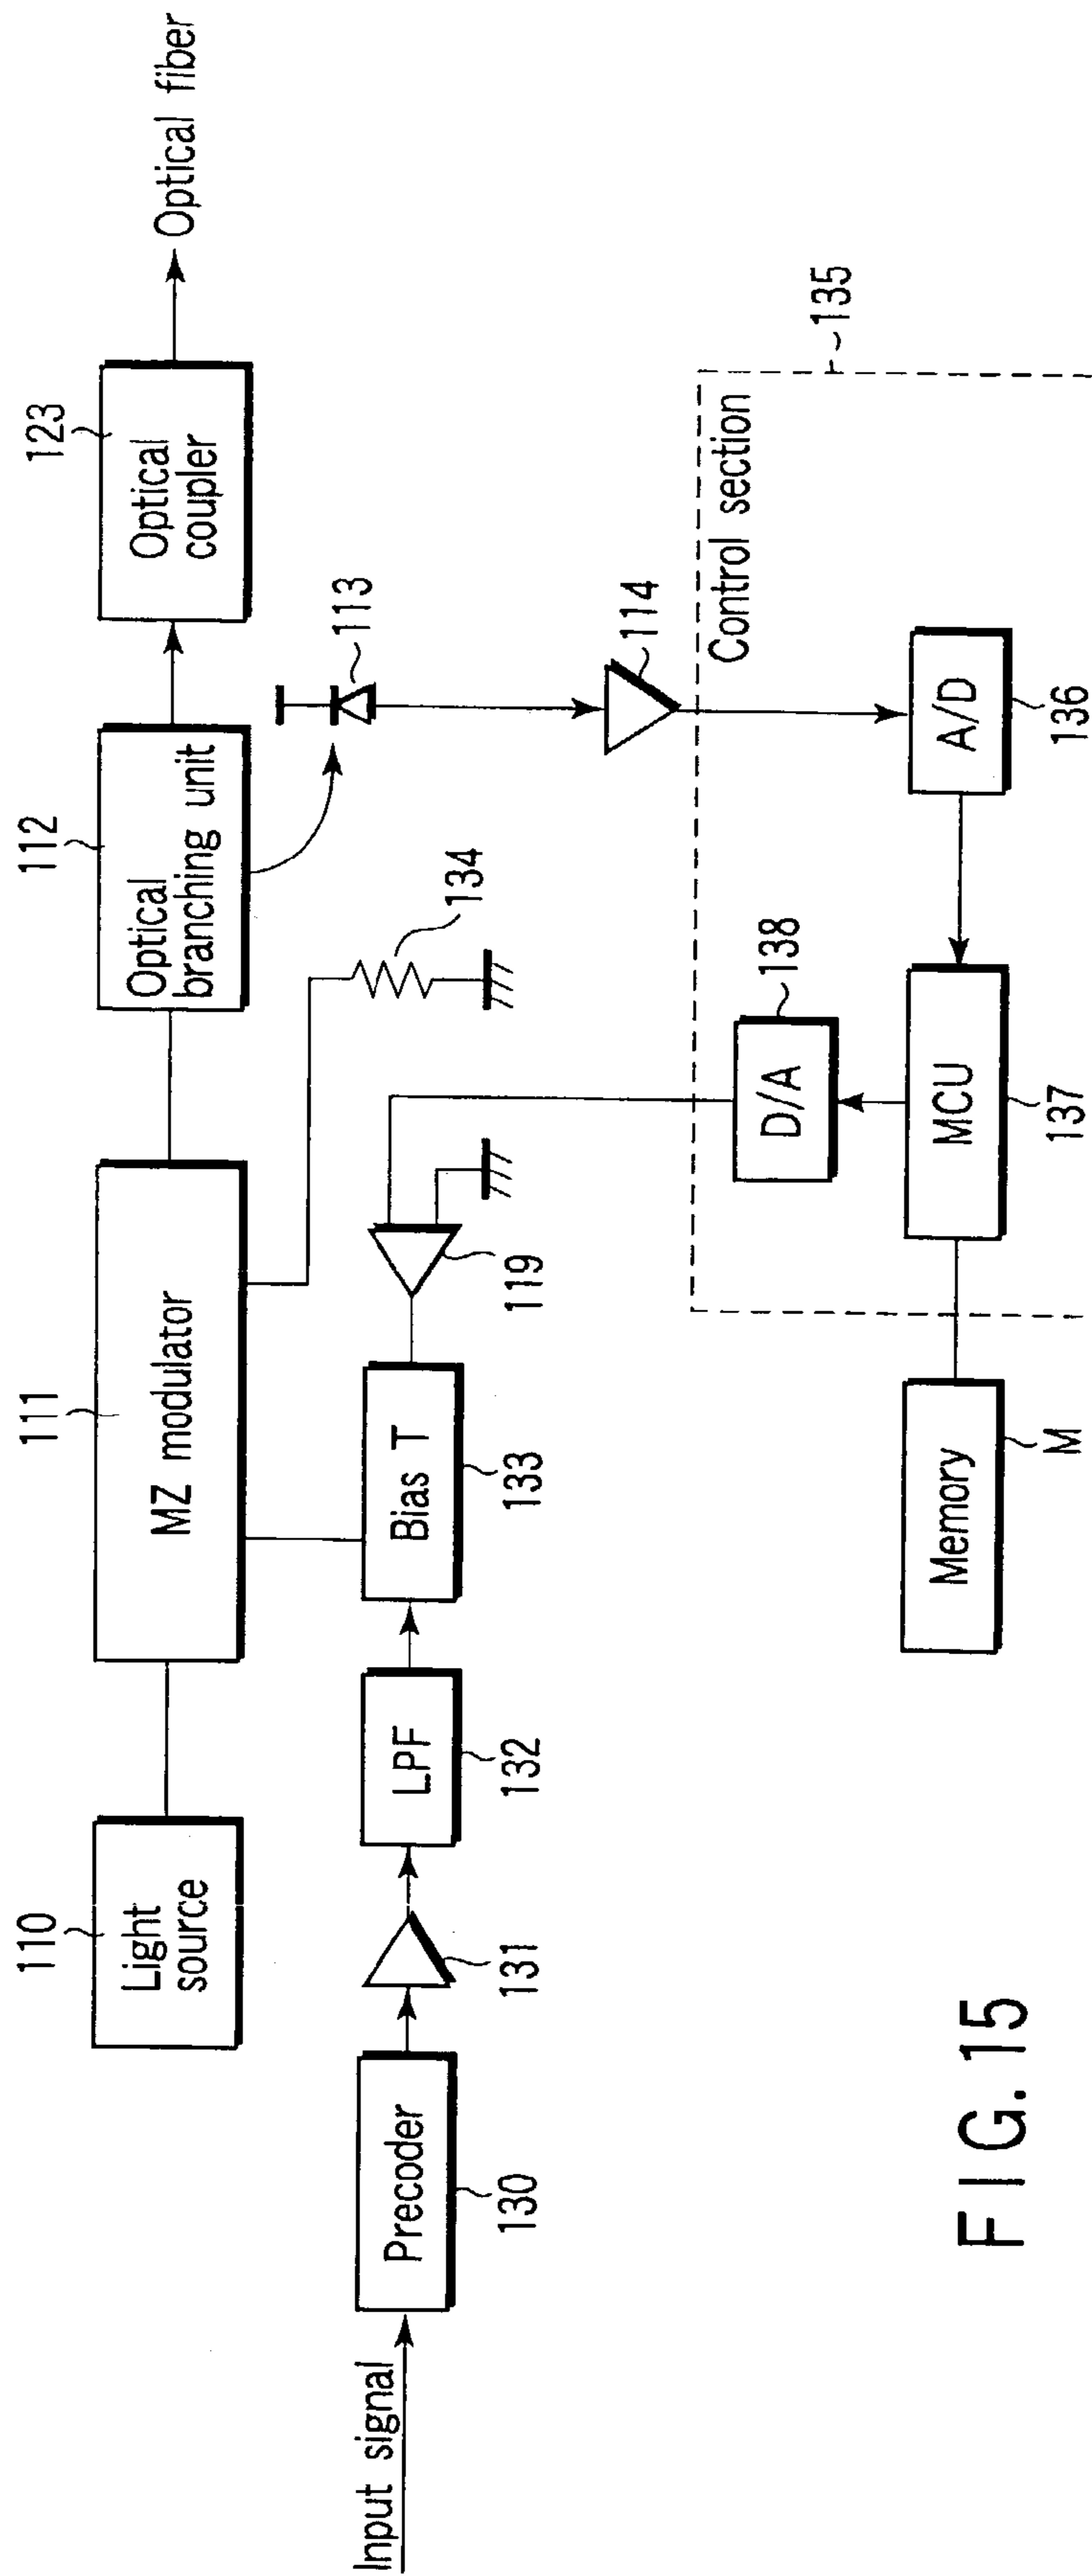 110
Light
source
111
MZ modulator
112
Optical
branching unit
123
Optical
coupler
Optical fiber
113
134
114
Input signal
Precoder
130
131
LPF
132
Bias T
133
119
Control section
135
D/A
138
A/D
136
MCU
137
Memory
M
FIG. 15